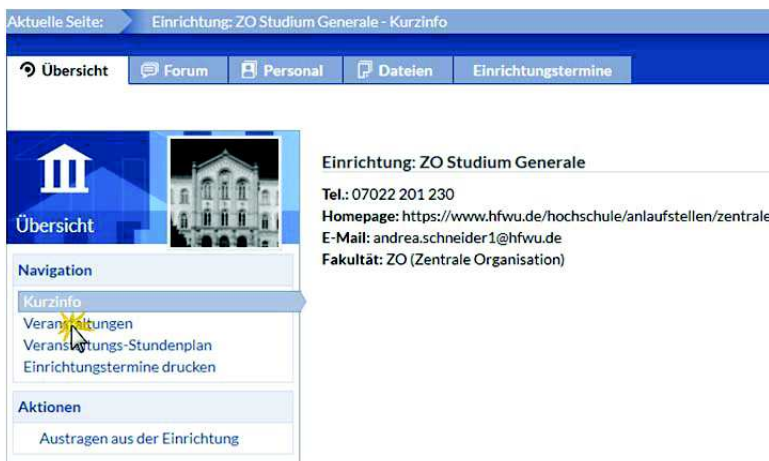 Aktuelle Seite: Einrichtung: ZO Studium Generale - Kurzinfo
Übersicht Forum Personal Dateien Einrichtungstermine
Übersicht
Einrichtung: ZO Studium Generale
Tel.: 07022 201 230
Homepage: https://www.hfwu.de/hochschule/anlaufstellen/zentrale
E-Mail: andrea.schneider1@hfwu.de
Fakultät: ZO (Zentrale Organisation)
Navigation
Kurzinfo
Veranstaltungen
Veranstaltungs-Stundenplan
Einrichtungstermine drucken
Aktionen
Austragen aus der Einrichtung